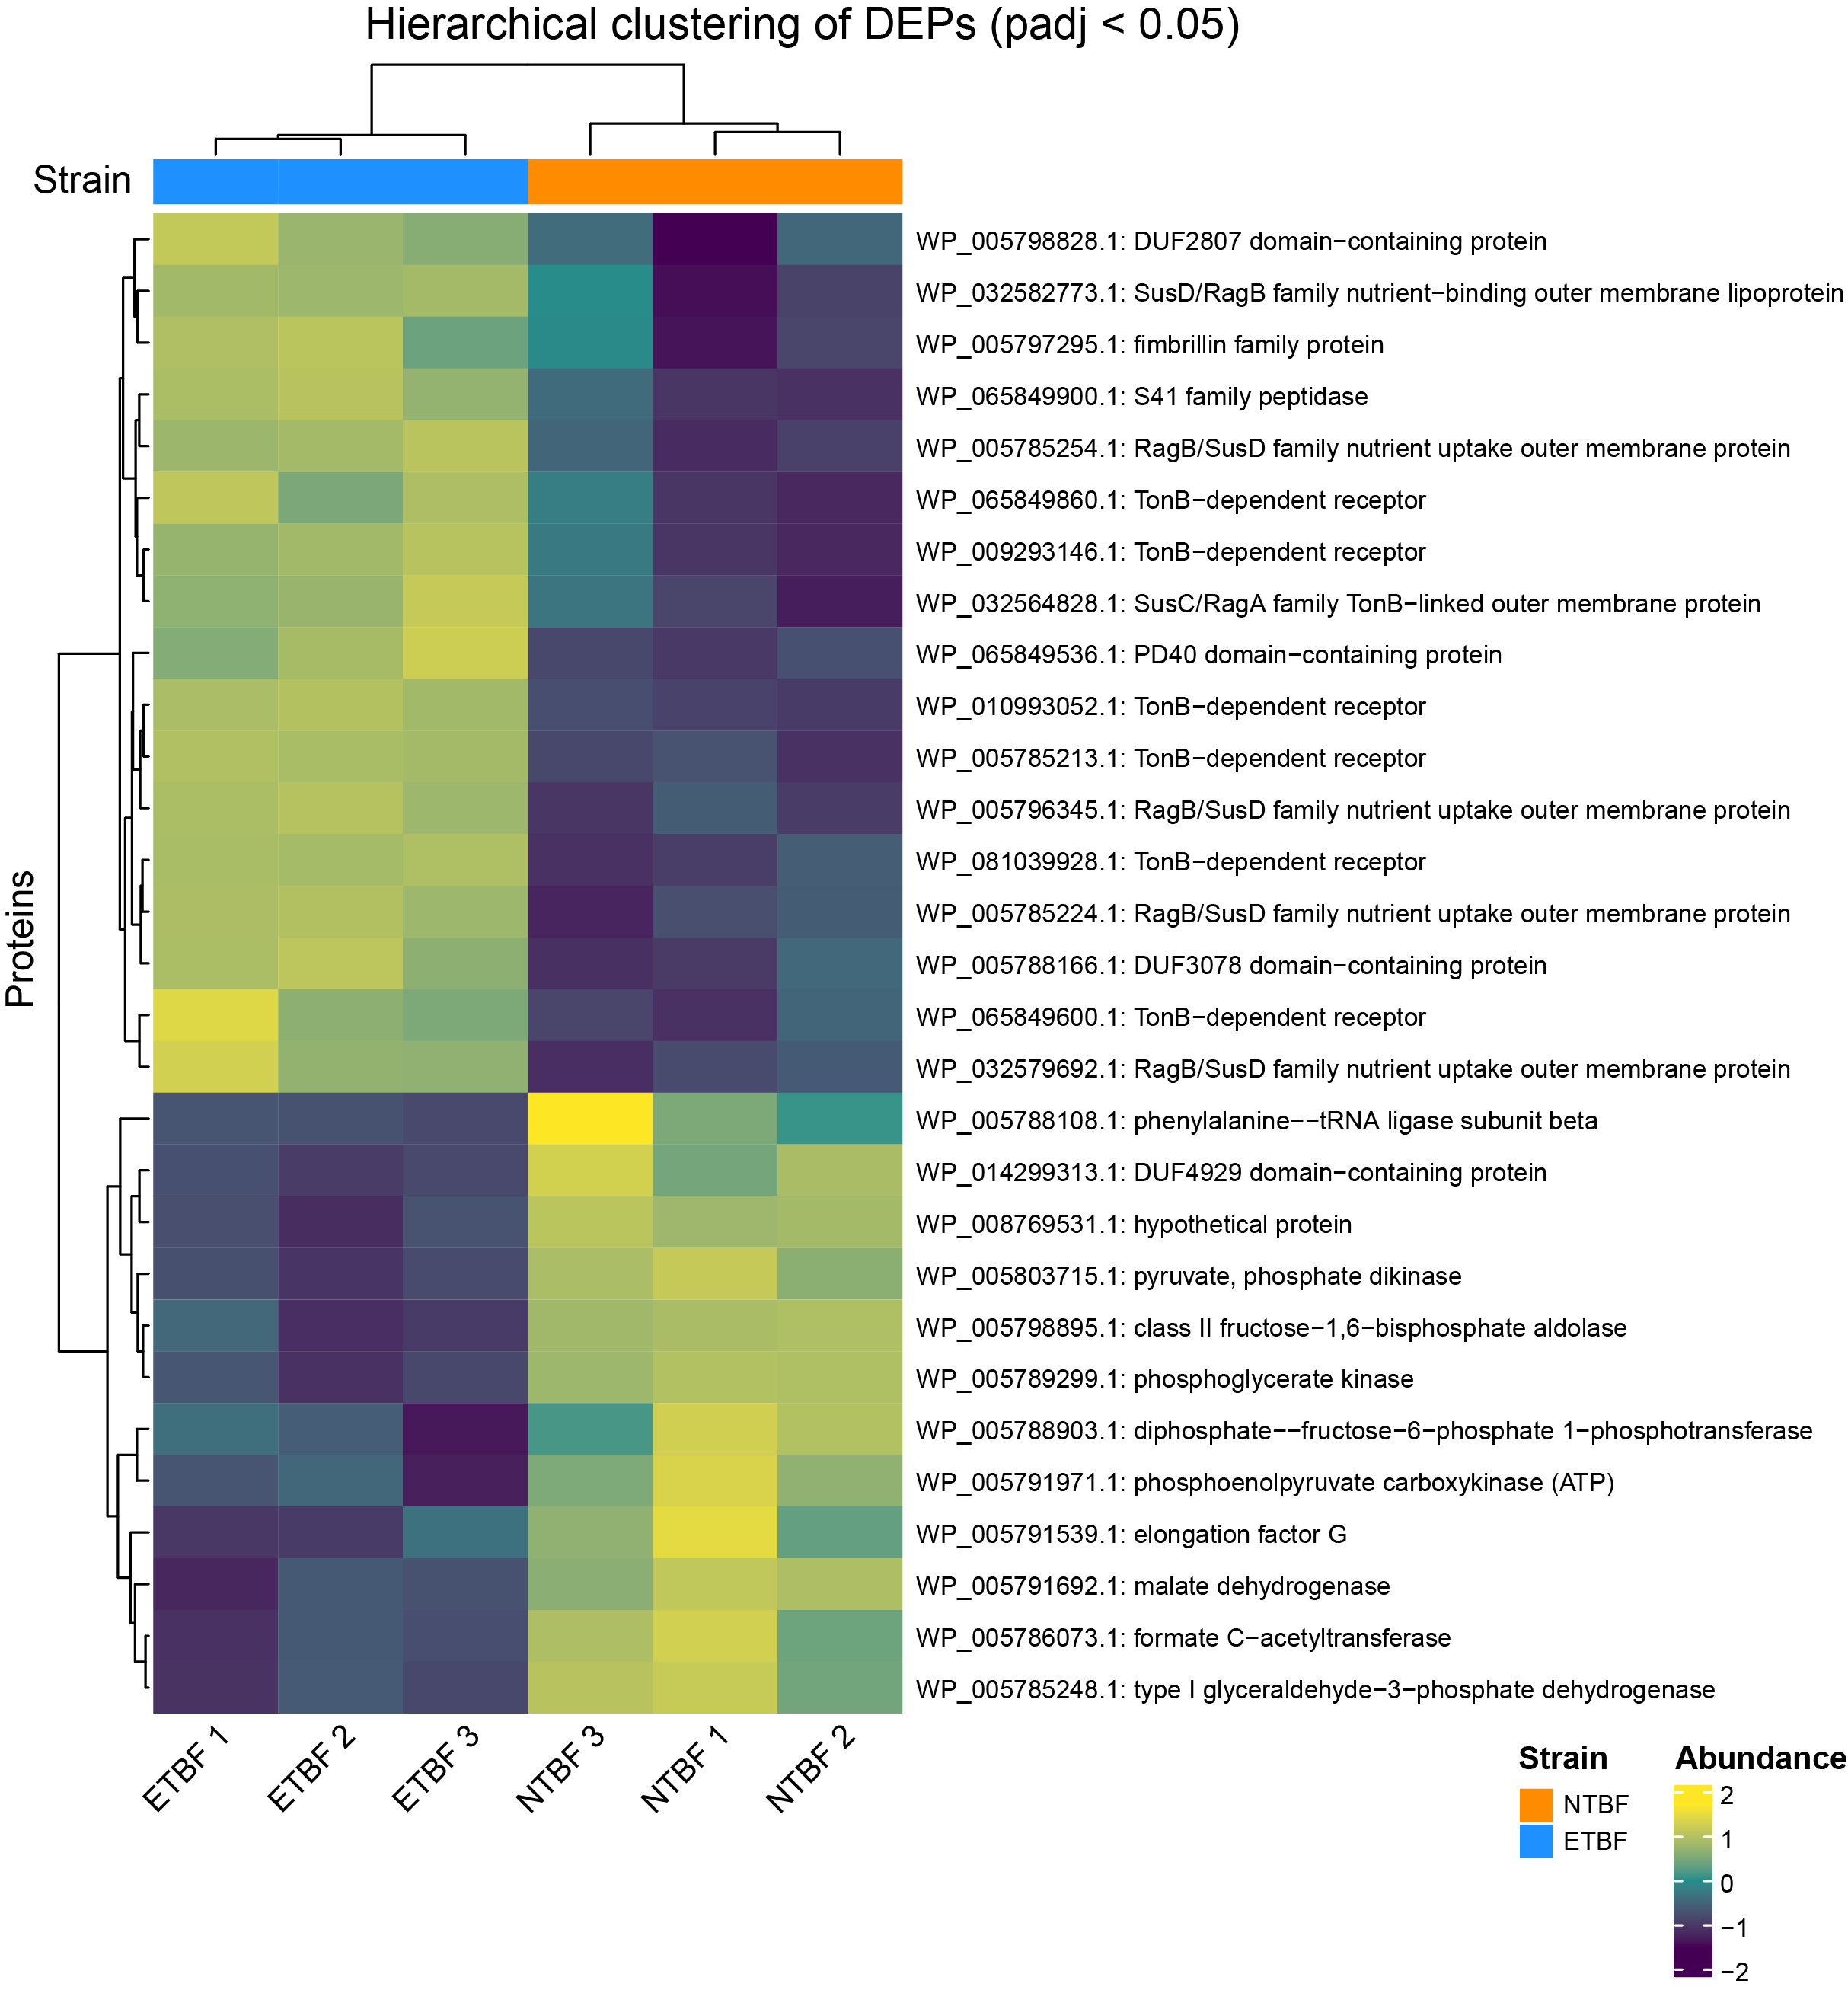 Hierarchical clustering of DEPs (padj < 0.05)
Strain
Proteins
WP_005798828.1: DUF2807 domain−containing protein
WP_032582773.1: SusD/RagB family nutrient−binding outer membrane lipoprotein
WP_005797295.1: fimbrillin family protein
WP_065849900.1: S41 family peptidase
WP_005785254.1: RagB/SusD family nutrient uptake outer membrane protein
WP_065849860.1: TonB−dependent receptor
WP_009293146.1: TonB−dependent receptor
WP_032564828.1: SusC/RagA family TonB−linked outer membrane protein
WP_065849536.1: PD40 domain−containing protein
WP_010993052.1: TonB−dependent receptor
WP_005785213.1: TonB−dependent receptor
WP_005796345.1: RagB/SusD family nutrient uptake outer membrane protein
WP_081039928.1: TonB−dependent receptor
WP_005785224.1: RagB/SusD family nutrient uptake outer membrane protein
WP_005788166.1: DUF3078 domain−containing protein
WP_065849600.1: TonB−dependent receptor
WP_032579692.1: RagB/SusD family nutrient uptake outer membrane protein
WP_005788108.1: phenylalanine−−tRNA ligase subunit beta
WP_014299313.1: DUF4929 domain−containing protein
WP_008769531.1: hypothetical protein
WP_005803715.1: pyruvate, phosphate dikinase
WP_005798895.1: class II fructose−1,6−bisphosphate aldolase
WP_005789299.1: phosphoglycerate kinase
WP_005788903.1: diphosphate−−fructose−6−phosphate 1−phosphotransferase
WP_005791971.1: phosphoenolpyruvate carboxykinase (ATP)
WP_005791539.1: elongation factor G
WP_005791692.1: malate dehydrogenase
WP_005786073.1: formate C−acetyltransferase
WP_005785248.1: type I glyceraldehyde−3−phosphate dehydrogenase
ETBF 1
ETBF 2
ETBF 3
NTBF 3
NTBF 1
NTBF 2
Strain
NTBF
ETBF
Abundance
2
1
0
−1
−2